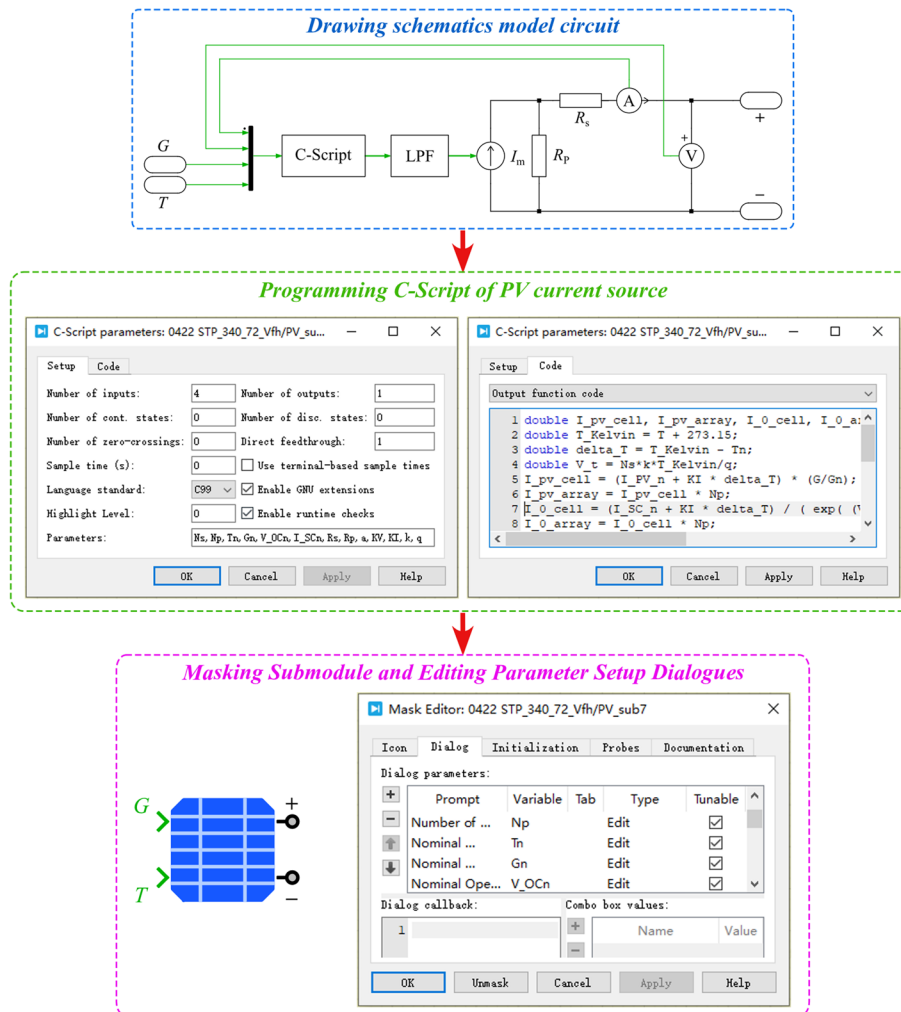 Drawing schematics model circuit
A
Rs
+
G
C-Script
LPF
Im
RP
+
V
T
−
Programming C-Script of PV current source
C-Script parameters: 0422 STP_340_72_Vfh/PV_su...
Setup Code
Number of inputs: 4 Number of outputs: 1
Number of cont. states: 0 Number of disc. states: 0
Number of zero-crossings: 0 Direct feedthrough: 1
Sample time (s): 0 Use terminal-based sample times
Language standard: C99 Enable GNU extensions
Highlight Level: 0 Enable runtime checks
Parameters: Ns, Np, Tn, Gn, V_OCn, I_SCn, Rs, Rp, a, KV, KI, k, q
OK Cancel Apply Help
C-Script parameters: 0422 STP_340_72_Vfh/PV_su...
Setup Code
Output function code
1 double I_pv_cell, I_pv_array, I_0_cell, I_0_a
2 double T_Kelvin = T + 273.15;
3 double delta_T = T_Kelvin - Tn;
4 double V_t = Ns*k*T_Kelvin/q;
5 I_pv_cell = (I_PV_n + KI * delta_T) * (G/Gn);
6 I_pv_array = I_pv_cell * Np;
7 I_0_cell = (I_SC_n + KI * delta_T) / ( exp( (
8 I_0_array = I_0_cell * Np;
OK Cancel Apply Help
Masking Submodule and Editing Parameter Setup Dialogues
G
T
+
−
Mask Editor: 0422 STP_340_72_Vfh/PV_sub7
Icon Dialog Initialization Probes Documentation
Dialog parameters:
Prompt Variable Tab Type Tunable
Number of ... Np Edit
Nominal ... Tn Edit
Nominal ... Gn Edit
Nominal Ope... V_OCn Edit
Dialog callback: Combo box values:
1
Name Value
OK Unmask Cancel Apply Help